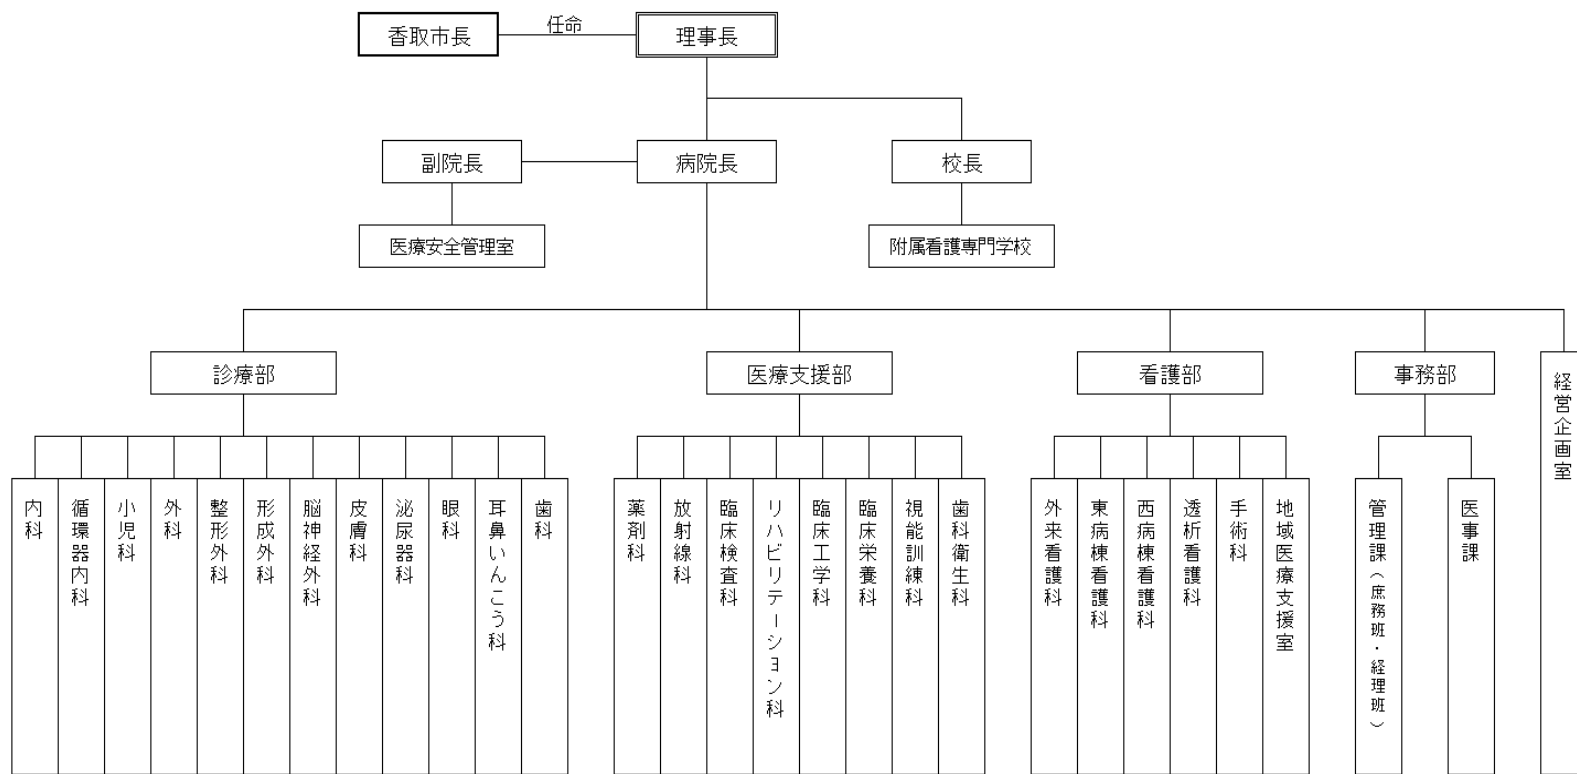 香取市長
任命
理事長
副院長
病院長
校長
医療安全管理室
附属看護専門学校
診療部
医療支援部
看護部
事務部
経営企画室
内科
循環器内科
小児科
外科
整形外科
形成外科
脳神経外科
皮膚科
泌尿器科
眼科
耳鼻いんこう科
歯科
薬剤科
放射線科
臨床検査科
リハビリテーション科
臨床工学科
臨床栄養科
視能訓練科
歯科衛生科
外来看護科
東病棟看護科
西病棟看護科
透析看護科
手術科
地域医療支援室
管理課（庶務班・経理班）
医事課